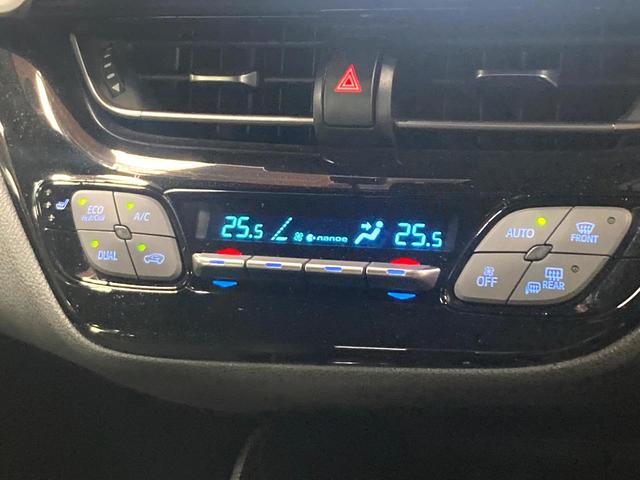 ECO
A/C
DUAL
25.5
nanoe
25.5
AUTO
FRONT
OFF
REAR